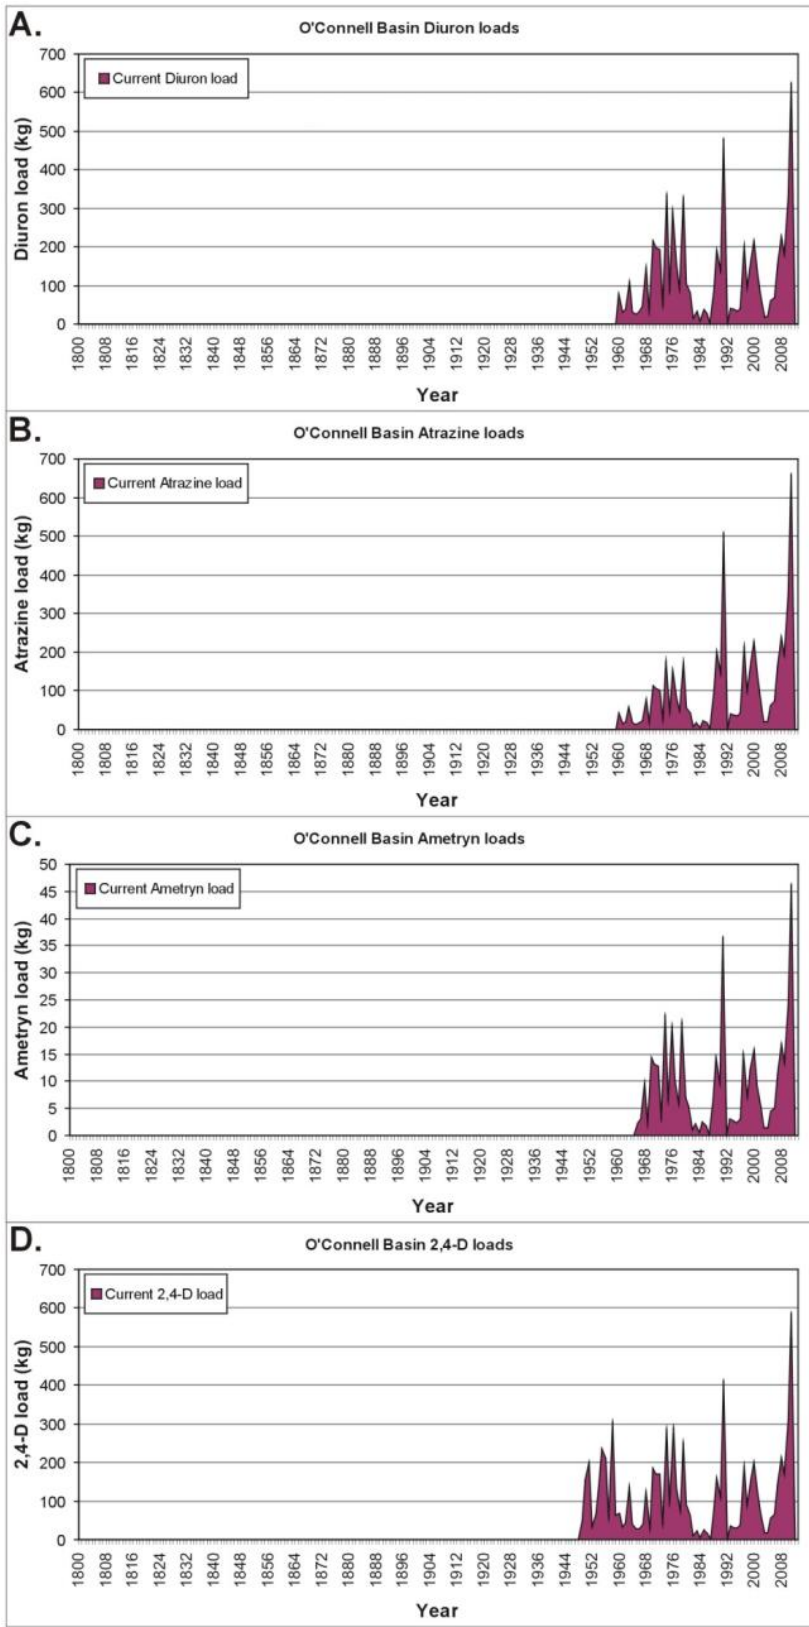 A.
O'Connell Basin Diuron loads
Current Diuron load
Diuron load (kg)
700
600
500
400
300
200
100
0
1800 1808 1816 1824 1832 1840 1848 1856 1864 1872 1880 1888 1896 1904 1912 1920 1928 1936 1944 1952 1960 1968 1976 1984 1992 2000 2008
Year
B.
O'Connell Basin Atrazine loads
Current Atrazine load
Atrazine load (kg)
700
600
500
400
300
200
100
0
1800 1808 1816 1824 1832 1840 1848 1856 1864 1872 1880 1888 1896 1904 1912 1920 1928 1936 1944 1952 1960 1968 1976 1984 1992 2000 2008
Year
C.
O'Connell Basin Ametryn loads
Current Ametryn load
Ametryn load (kg)
50
45
40
35
30
25
20
15
10
5
0
1800 1808 1816 1824 1832 1840 1848 1856 1864 1872 1880 1888 1896 1904 1912 1920 1928 1936 1944 1952 1960 1968 1976 1984 1992 2000 2008
Year
D.
O'Connell Basin 2,4-D loads
Current 2,4-D load
2,4-D load (kg)
700
600
500
400
300
200
100
0
1800 1808 1816 1824 1832 1840 1848 1856 1864 1872 1880 1888 1896 1904 1912 1920 1928 1936 1944 1952 1960 1968 1976 1984 1992 2000 2008
Year